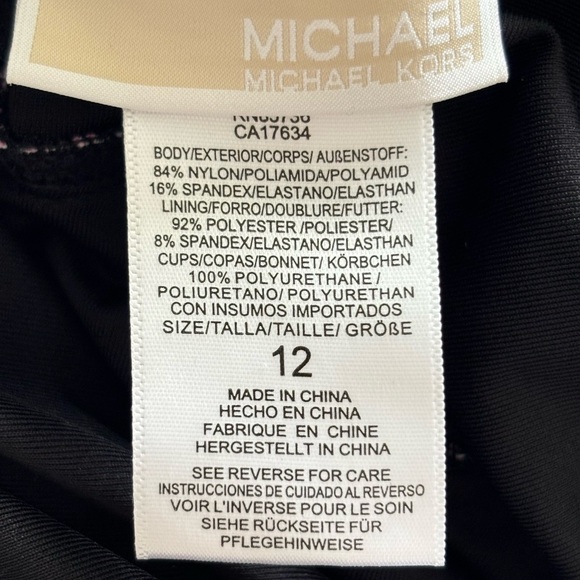 MICHAEL
MICHAEL KORS
CA17634
BODY/EXTERIOR/CORPS/ AUßENSTOFF:
84% NYLON/POLIAMIDA/POLYAMID
16% SPANDEX/ELASTANO/ELASTHAN
LINING/FORRO/DOUBLURE/FUTTER:
92% POLYESTER /POLIESTER/
8% SPANDEX/ELASTANO/ELASTHAN
CUPS/COPAS/BONNET/ KÖRBCHEN
100% POLYURETHANE /
POLIURETANO/ POLYURETHAN
CON INSUMOS IMPORTADOS
SIZE/TALLA/TAILLE/ GRÖßE
12
MADE IN CHINA
HECHO EN CHINA
FABRIQUE EN CHINE
HERGESTELLT IN CHINA
SEE REVERSE FOR CARE
INSTRUCCIONES DE CUIDADO AL REVERSO
VOIR L'INVERSE POUR LE SOIN
SIEHE RÜCKSEITE FÜR
PFLEGEHINWEISE